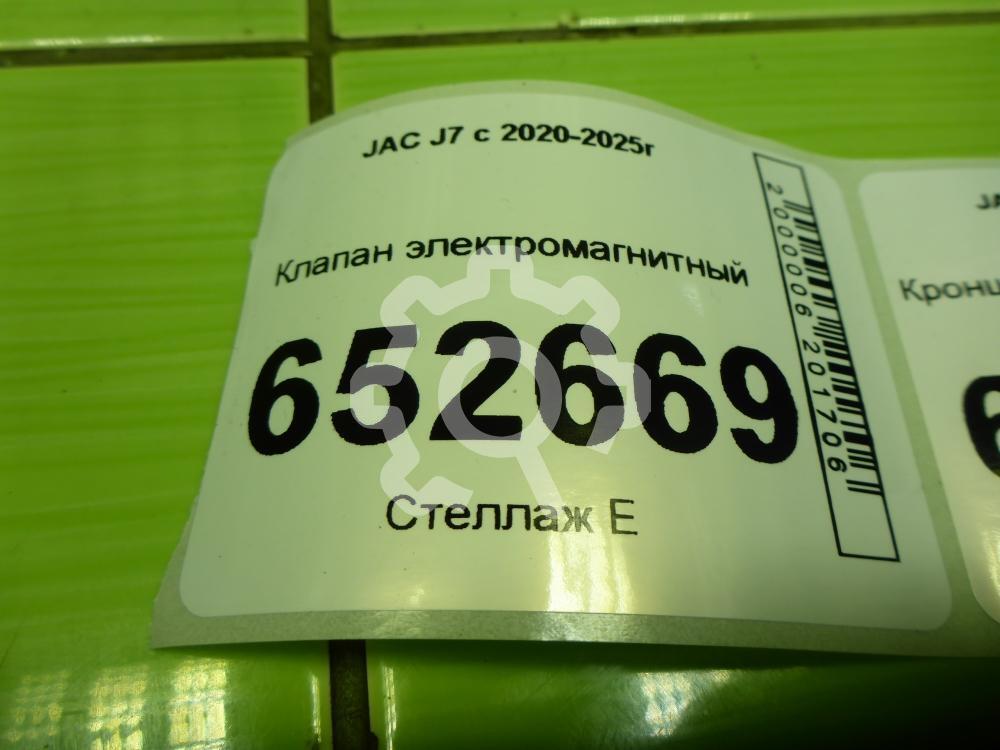 JAC J7 с 2020-2025г
Клапан электромагнитный
652669
Стеллаж Е
2000006201706